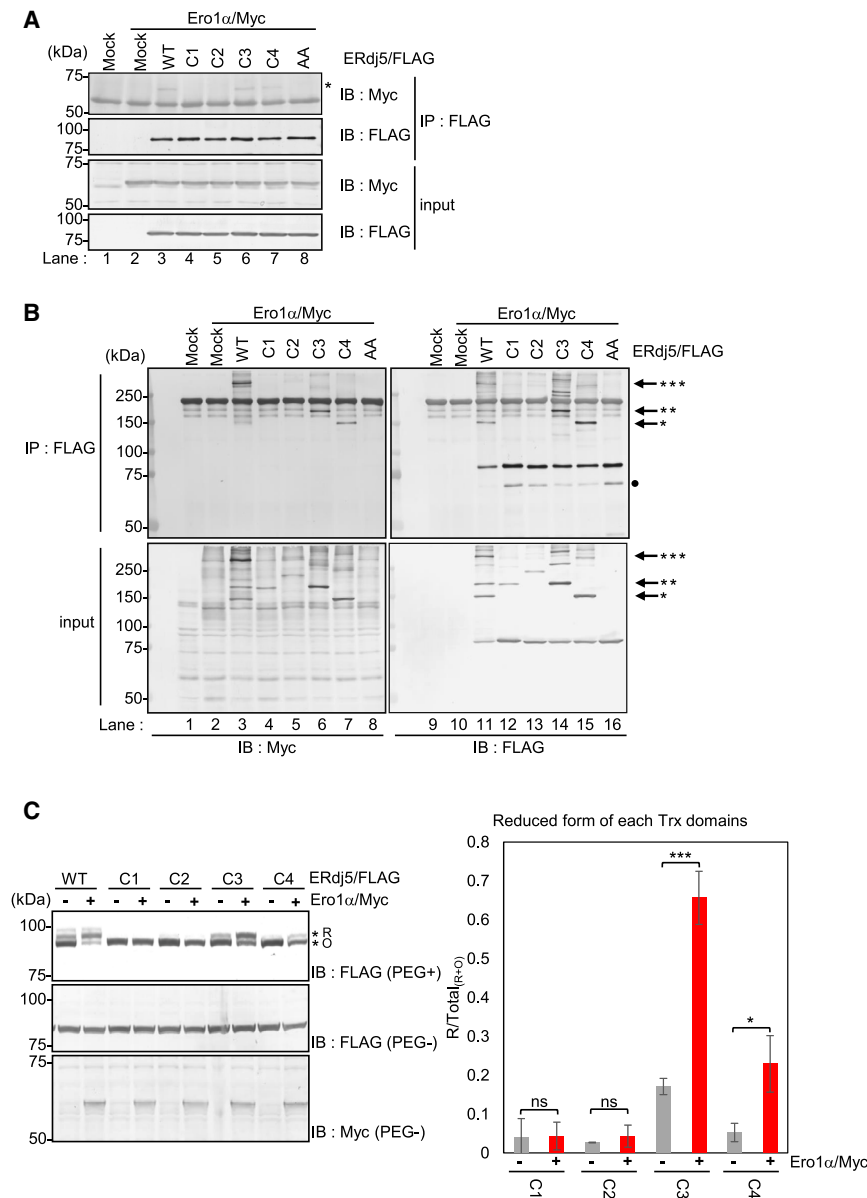 A
Ero1α/Myc
(kDa) Mock Mock WT C1 C2 C3 C4 AA ERdj5/FLAG
75
50
*
IB : Myc
100
75
IB : FLAG
IP : FLAG
75
50
IB : Myc
100
75
IB : FLAG
input
Lane : 1 2 3 4 5 6 7 8
B
Ero1α/Myc Ero1α/Myc
(kDa) Mock Mock WT C1 C2 C3 C4 AA Mock Mock WT C1 C2 C3 C4 AA ERdj5/FLAG
IP : FLAG
250
150
100
75
50
***
**
*
●
input
250
150
100
75
50
***
**
*
Lane : 1 2 3 4 5 6 7 8 9 10 11 12 13 14 15 16
IB : Myc IB : FLAG
C
WT C1 C2 C3 C4 ERdj5/FLAG
(kDa) - + - + - + - + - + Ero1α/Myc
100
75
* R
* O
IB : FLAG (PEG+)
100
75
IB : FLAG (PEG-)
75
50
IB : Myc (PEG-)
Reduced form of each Trx domains
R/Total(R+O)
0.8
0.7
0.6
0.5
0.4
0.3
0.2
0.1
0
ns ns *** *
- + - + - + - + Ero1α/Myc
C1 C2 C3 C4